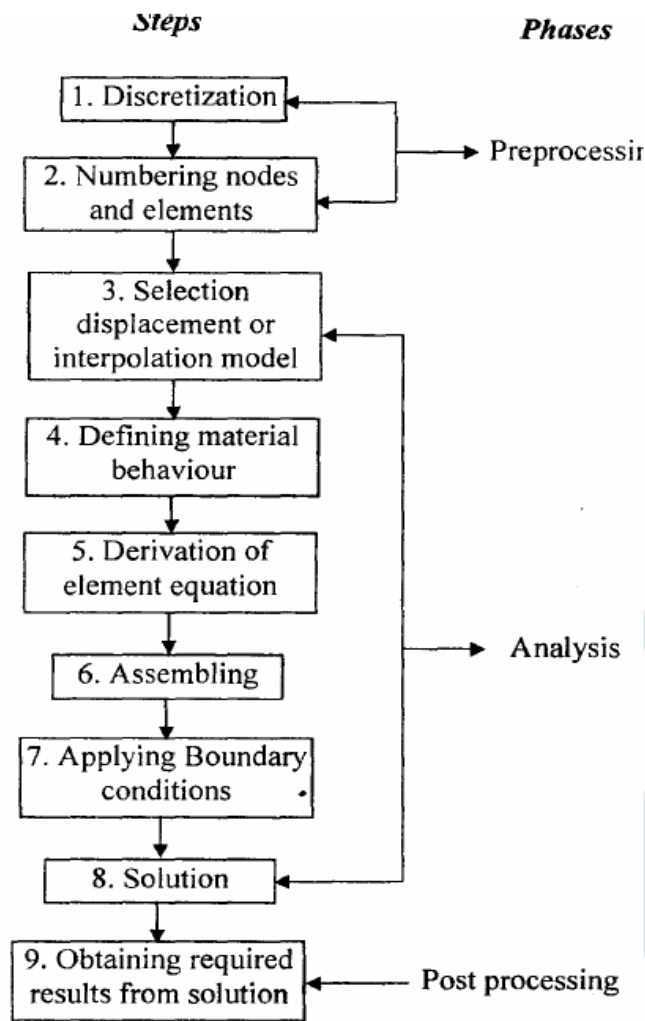 Steps
Phases
1. Discretization
Preprocessin
2. Numbering nodes
and elements
3. Selection
displacement or
interpolation model
4. Defining material
behaviour
5. Derivation of
element equation
6. Assembling
Analysis
7. Applying Boundary
conditions
8. Solution
9. Obtaining required
results from solution
Post processing